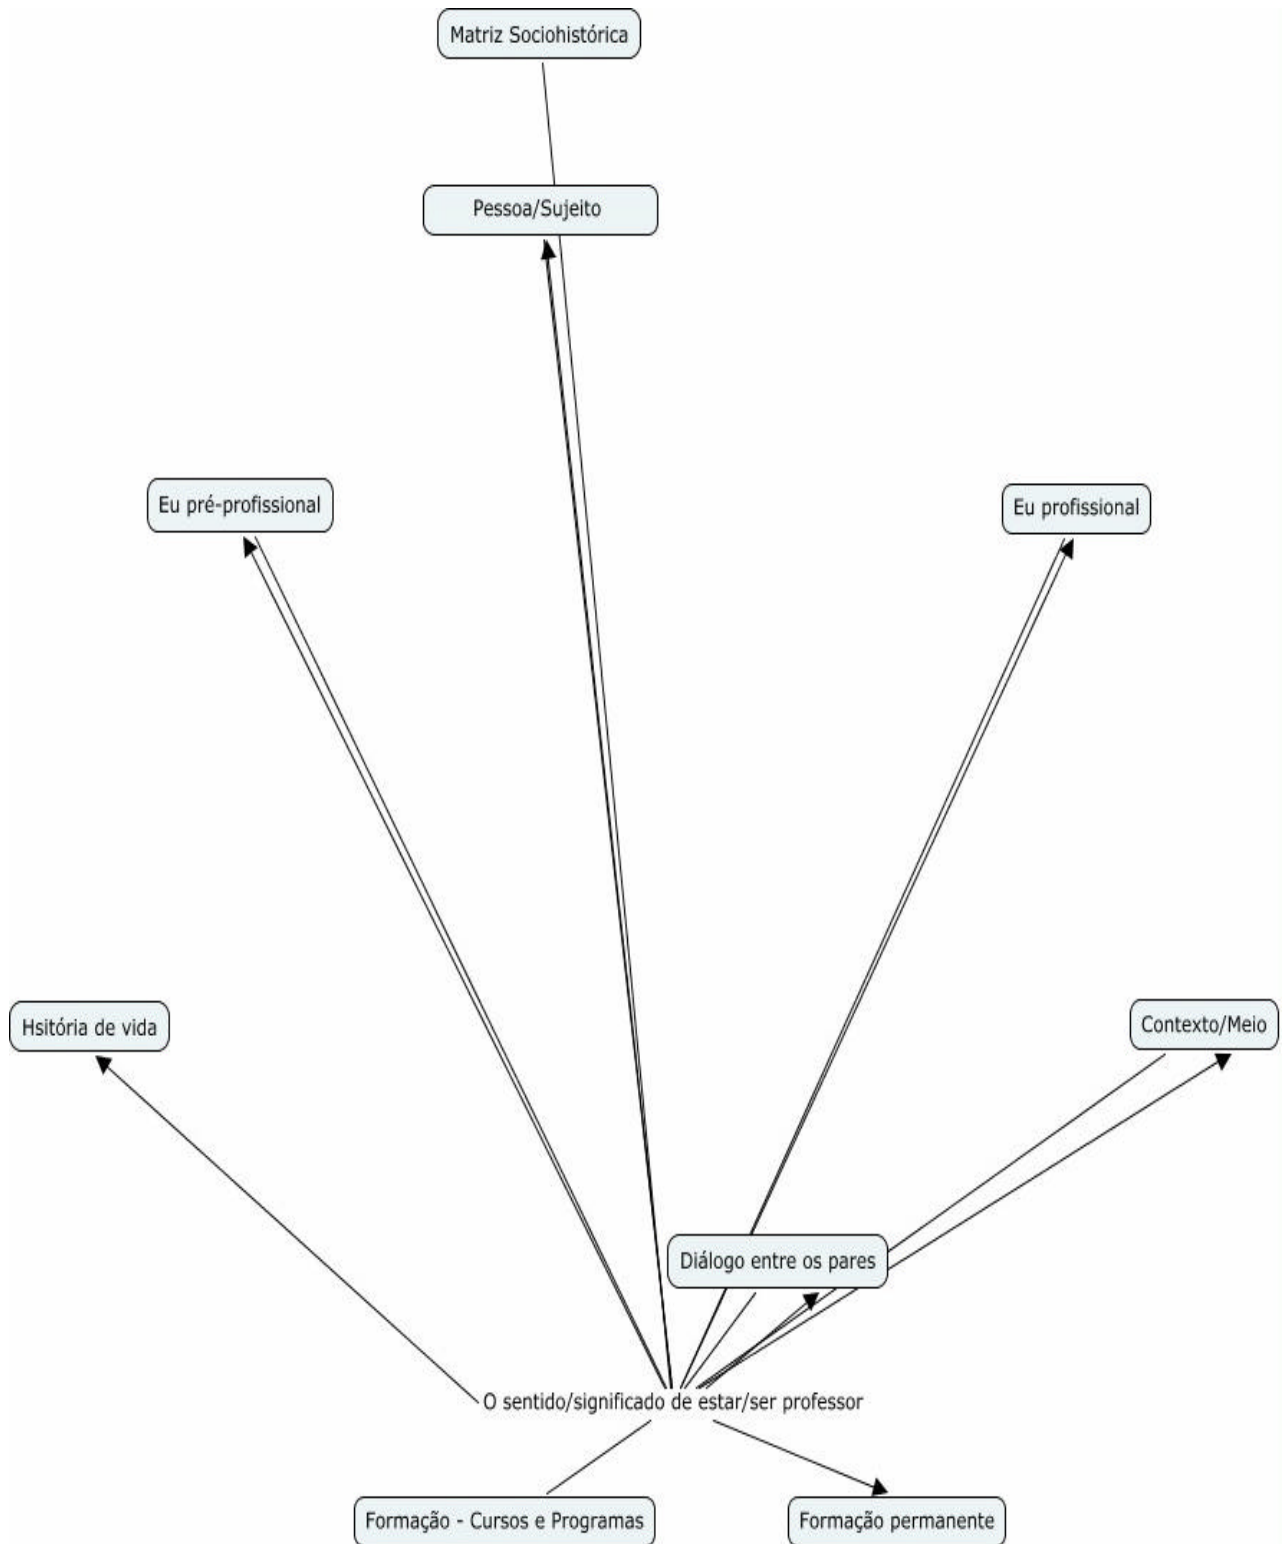 Matriz Sociohistórica
Pessoa/Sujeito
Eu pré-profissional
Eu profissional
Hsitória de vida
Contexto/Meio
Diálogo entre os pares
O sentido/significado de estar/ser professor
Formação - Cursos e Programas
Formação permanente